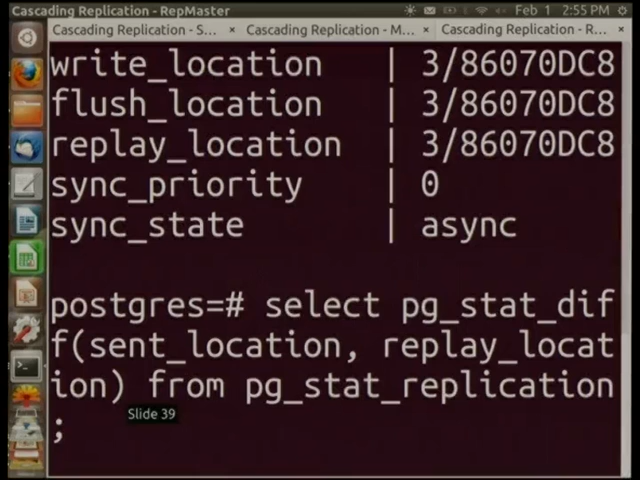 Cascading Replication - RepMaster
Feb 1 2:55 PM
Cascading Replication - S... × Cascading Replication - M... × Cascading Replication - R... ×
write_location | 3/86070DC8
flush_location | 3/86070DC8
replay_location | 3/86070DC8
sync_priority | 0
sync_state | async
postgres=# select pg_stat_dif
f(sent_location, replay_locat
ion) from pg_stat_replication
Slide 39
;